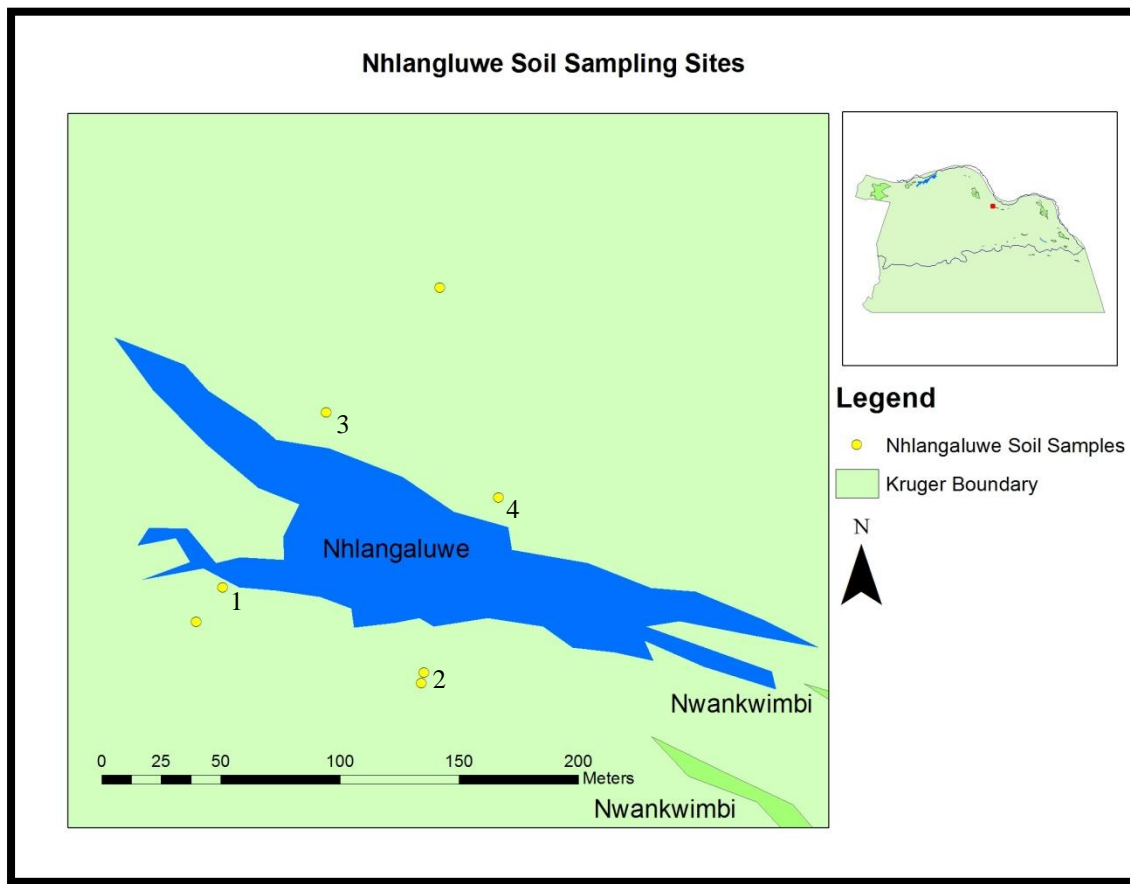 Nhlangluwe Soil Sampling Sites
3
4
Nhlangaluwe
1
2
Nwankwimbi
0 25 50 100 150 200
Meters
Nwankwimbi
Legend
Nhlangaluwe Soil Samples
Kruger Boundary
N